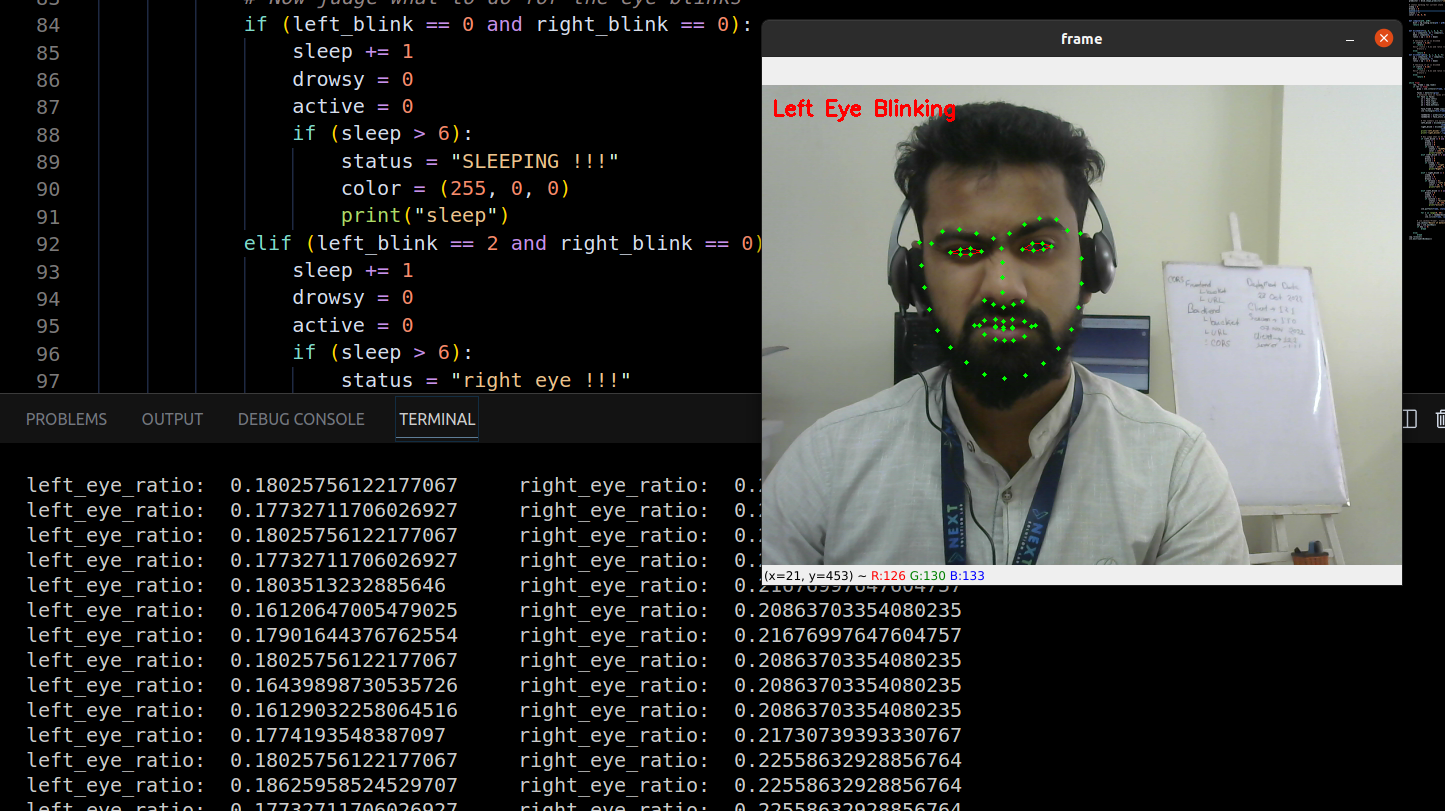 83 # Now judge what to do for the eye blinks
84 if (left_blink == 0 and right_blink == 0):
85 sleep += 1
86 drowsy = 0
87 active = 0
88 if (sleep > 6):
89 status = "SLEEPING !!!"
90 color = (255, 0, 0)
91 print("sleep")
92 elif (left_blink == 2 and right_blink == 0)
93 sleep += 1
94 drowsy = 0
95 active = 0
96 if (sleep > 6):
97 status = "right eye !!!"
frame
Left Eye Blinking
CORS Frontend
URL
Backend
URL
CORS
NEXT
NEXT
(x=21, y=453) ~ R:126 G:130 B:133
PROBLEMS OUTPUT DEBUG CONSOLE TERMINAL
left_eye_ratio: 0.18025756122177067 right_eye_ratio: 0.
left_eye_ratio: 0.17732711706026927 right_eye_ratio: 0.
left_eye_ratio: 0.18025756122177067 right_eye_ratio: 0.
left_eye_ratio: 0.17732711706026927 right_eye_ratio: 0.
left_eye_ratio: 0.1803513232885646 right_eye_ratio: 0.21676997647604757
left_eye_ratio: 0.16120647005479025 right_eye_ratio: 0.20863703354080235
left_eye_ratio: 0.17901644376762554 right_eye_ratio: 0.21676997647604757
left_eye_ratio: 0.18025756122177067 right_eye_ratio: 0.20863703354080235
left_eye_ratio: 0.16439898730535726 right_eye_ratio: 0.20863703354080235
left_eye_ratio: 0.16129032258064516 right_eye_ratio: 0.20863703354080235
left_eye_ratio: 0.1774193548387097 right_eye_ratio: 0.21730739393330767
left_eye_ratio: 0.18025756122177067 right_eye_ratio: 0.22558632928856764
left_eye_ratio: 0.18625958524529707 right_eye_ratio: 0.22558632928856764
left_eye_ratio: 0.17732711706026927 right_eye_ratio: 0.22558632928856764